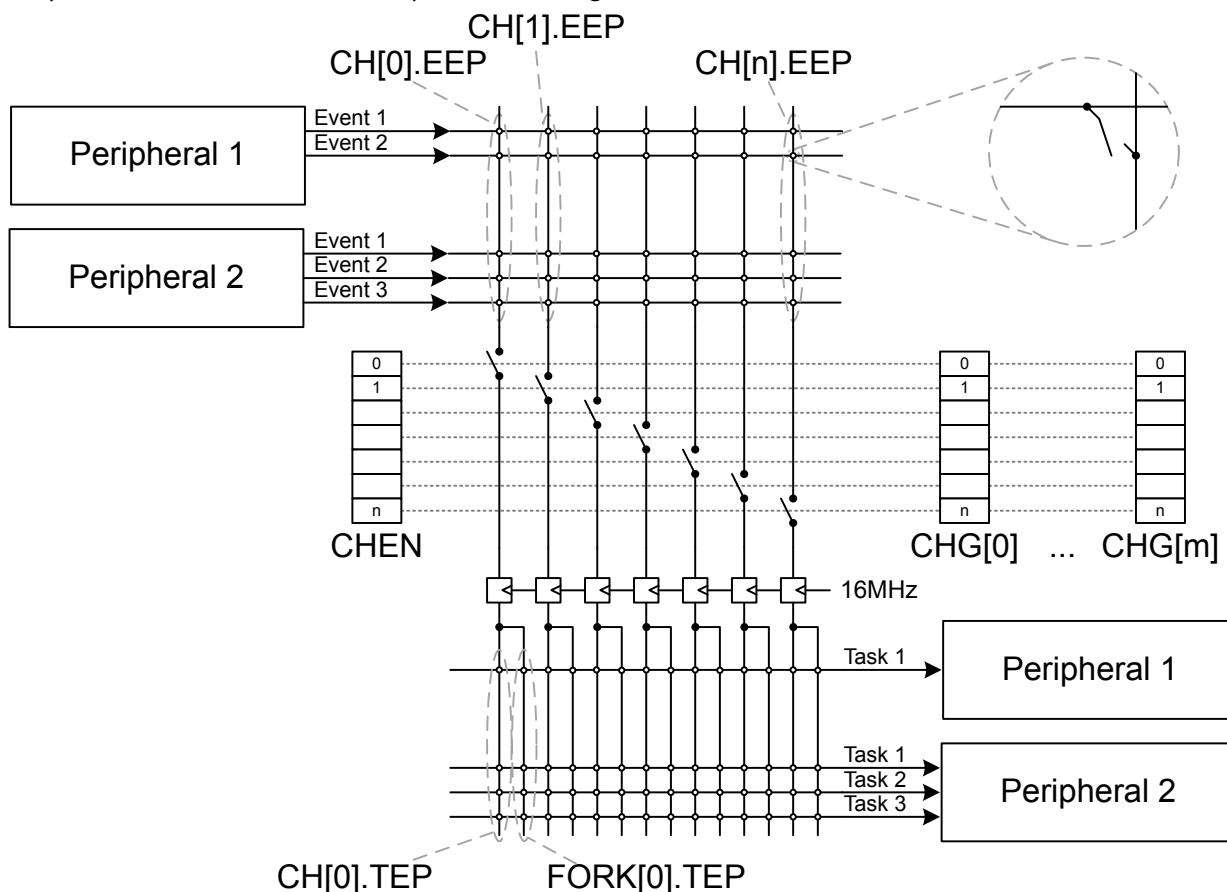 CH[1].EEP
CH[0].EEP
CH[n].EEP
Peripheral 1
Event 1
Event 2
Peripheral 2
Event 1
Event 2
Event 3
0
1
n
CHEN
0
1
n
CHG[0]
...
0
1
n
CHG[m]
16MHz
Task 1
Peripheral 1
Task 1
Task 2
Task 3
Peripheral 2
CH[0].TEP
FORK[0].TEP